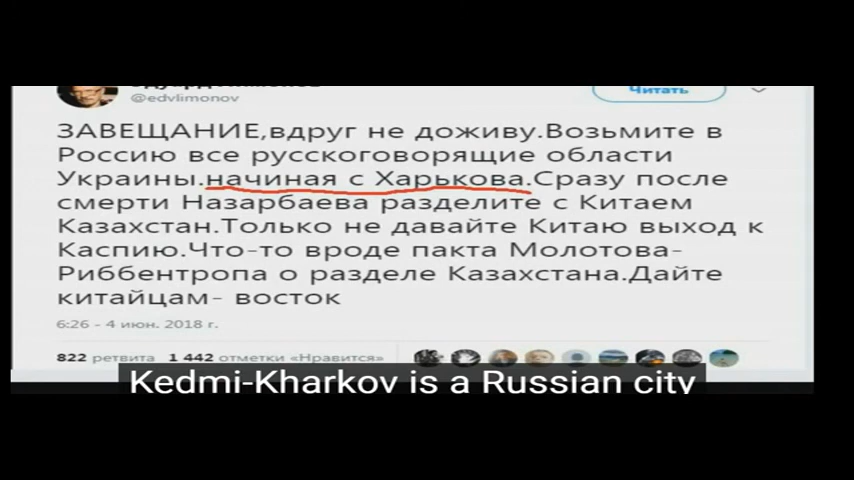 @edvlimonov
Читать
ЗАВЕЩАНИЕ,вдруг не доживу.Возьмите в
Россию все русскоговорящие области
Украины.начиная с Харькова.Сразу после
смерти Назарбаева разделите с Китаем
Казахстан.Только не давайте Китаю выход к
Каспию.Что-то вроде пакта Молотова-
Риббентропа о разделе Казахстана.Дайте
китайцам- восток
6:26 - 4 июн. 2018 г.
822 ретвита 1 442 отметки «Нравится»
Kedmi-Kharkov is a Russian city